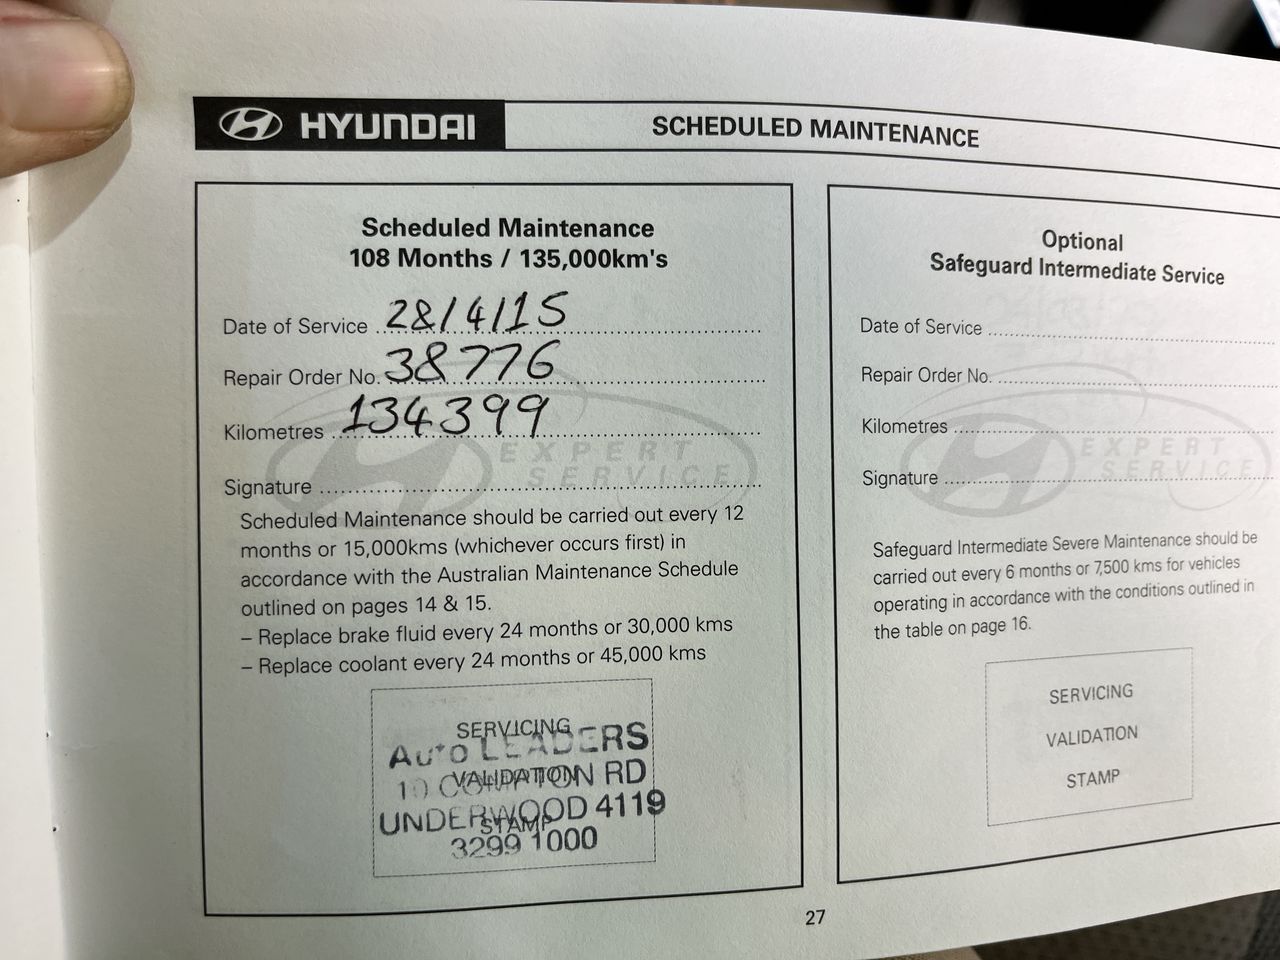 HYUNDAI
SCHEDULED MAINTENANCE
Scheduled Maintenance
108 Months / 135,000km's
Date of Service 28/4/15
Repair Order No. 38776
Kilometres 134399
Signature
EXPERT
SERVICE
Scheduled Maintenance should be carried out every 12
months or 15,000kms (whichever occurs first) in
accordance with the Australian Maintenance Schedule
outlined on pages 14 & 15.
– Replace brake fluid every 24 months or 30,000 kms
– Replace coolant every 24 months or 45,000 kms
SERVICING
VALIDATION
STAMP
Auto LEADERS
10 COMPTON RD
UNDERWOOD 4119
3299 1000
Optional
Safeguard Intermediate Service
Date of Service
Repair Order No.
Kilometres
Signature
EXPERT
SERVICE
Safeguard Intermediate Severe Maintenance should be
carried out every 6 months or 7,500 kms for vehicles
operating in accordance with the conditions outlined in
the table on page 16.
SERVICING
VALIDATION
STAMP
27